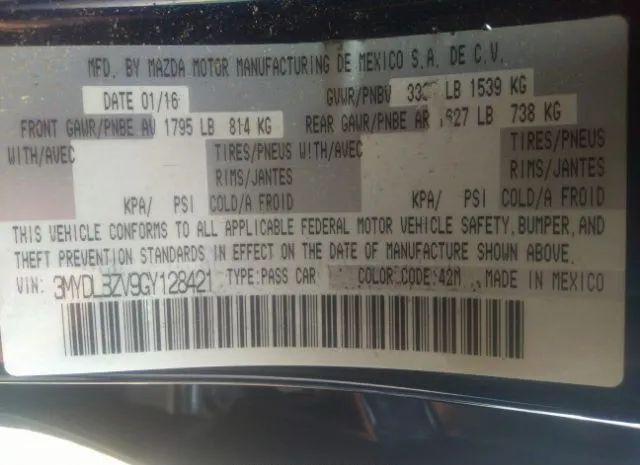 MFD. BY MAZDA MOTOR MANUFACTURING DE MEXICO S.A. DE C.V.
DATE 01/16 GVWR/PNBV LB 1539 KG
FRONT GAWR/PNBE AV 1795 LB 814 KG REAR GAWR/PNBE AR LB 738 KG
WITH/AVEC TIRES/PNEUS WITH/AVEC TIRES/PNEUS
RIMS/JANTES RIMS/JANTES
KPA/ PSI COLD/A FROID KPA/ PSI COLD/A FROID
THIS VEHICLE CONFORMS TO ALL APPLICABLE FEDERAL MOTOR VEHICLE SAFETY, BUMPER, AND
THEFT PREVENTION STANDARDS IN EFFECT ON THE DATE OF MANUFACTURE SHOWN ABOVE.
VIN: 3MYDLBZV9GY128421 TYPE:PASS CAR COLOR CODE:42M MADE IN MEXICO